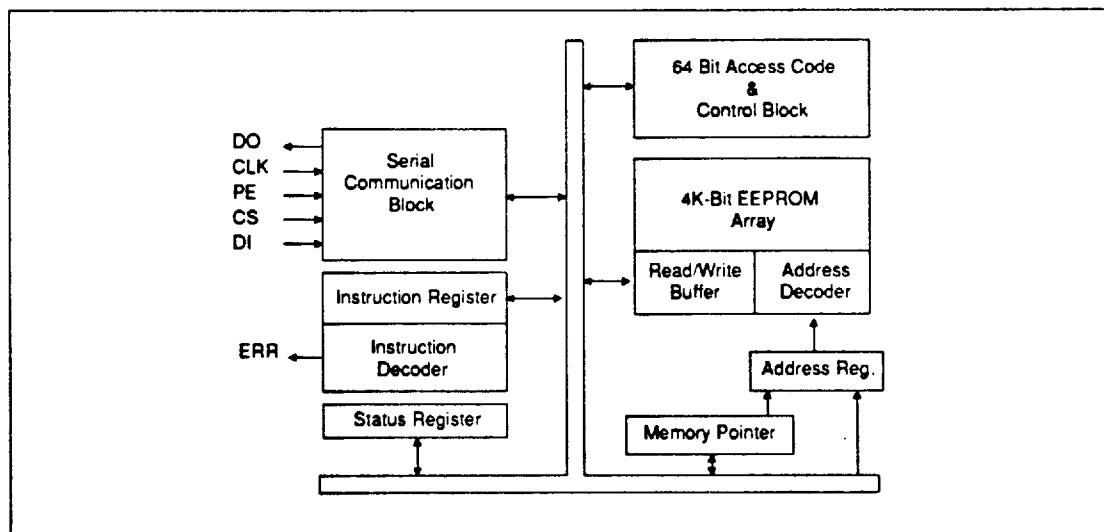 64 Bit Access Code
&
Control Block
DO
CLK
PE
CS
DI
Serial
Communication
Block
4K-Bit EEPROM
Array
Read/Write
Buffer
Address
Decoder
Instruction Register
ERR
Instruction
Decoder
Address Reg.
Status Register
Memory Pointer